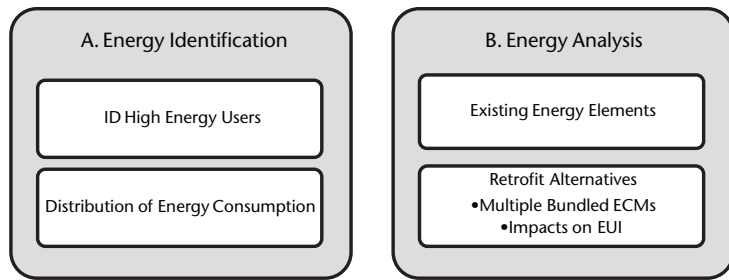 A. Energy Identification
ID High Energy Users
Distribution of Energy Consumption
B. Energy Analysis
Existing Energy Elements
Retrofit Alternatives
•Multiple Bundled ECMs
•Impacts on EUI